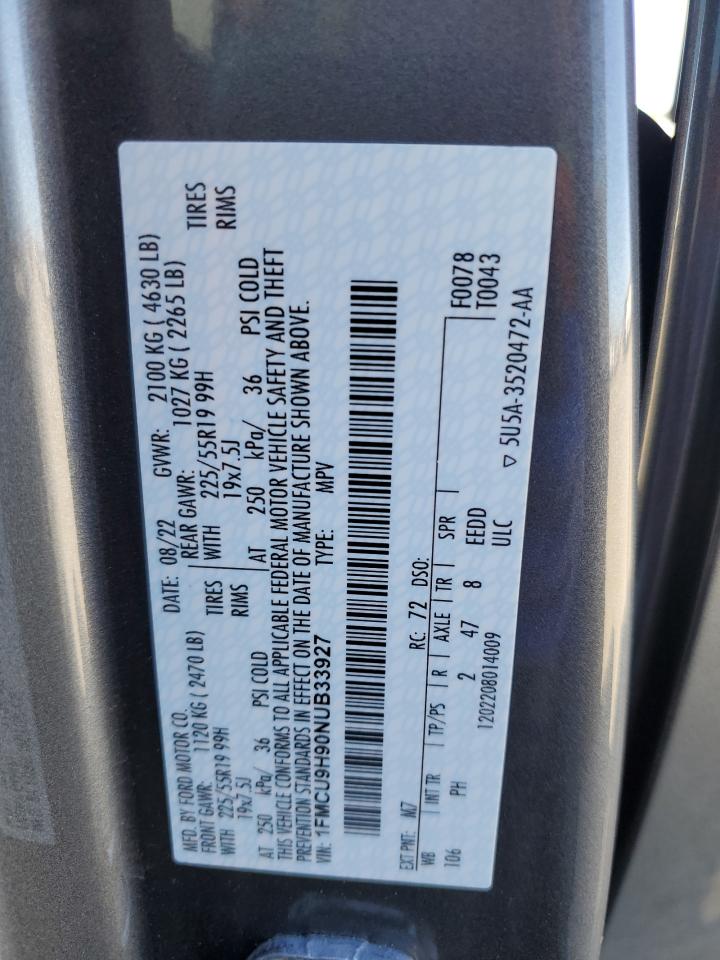 MFD. BY FORD MOTOR CO.
DATE: 08/22 GVWR: 2100 KG ( 4630 LB)
FRONT GAWR: 1120 KG ( 2470 LB) REAR GAWR: 1027 KG ( 2265 LB)
WITH 225/55R19 99H TIRES WITH 225/55R19 99H TIRES
19x7.5J RIMS 19x7.5J RIMS
AT 250 kPa/ 36 PSI COLD AT 250 kPa/ 36 PSI COLD
THIS VEHICLE CONFORMS TO ALL APPLICABLE FEDERAL MOTOR VEHICLE SAFETY AND THEFT
PREVENTION STANDARDS IN EFFECT ON THE DATE OF MANUFACTURE SHOWN ABOVE.
VIN: 1FMCU9H90NUB33927 TYPE: MPV
EXT PNT: M7 RC: 72 DSO:
WB | INT TR | TP/PS | R | AXLE | TR | SPR | F0078
106 PH 2 47 8 EEDD T0043
1202208014009 ULC ▽ 5U5A-3520472-AA